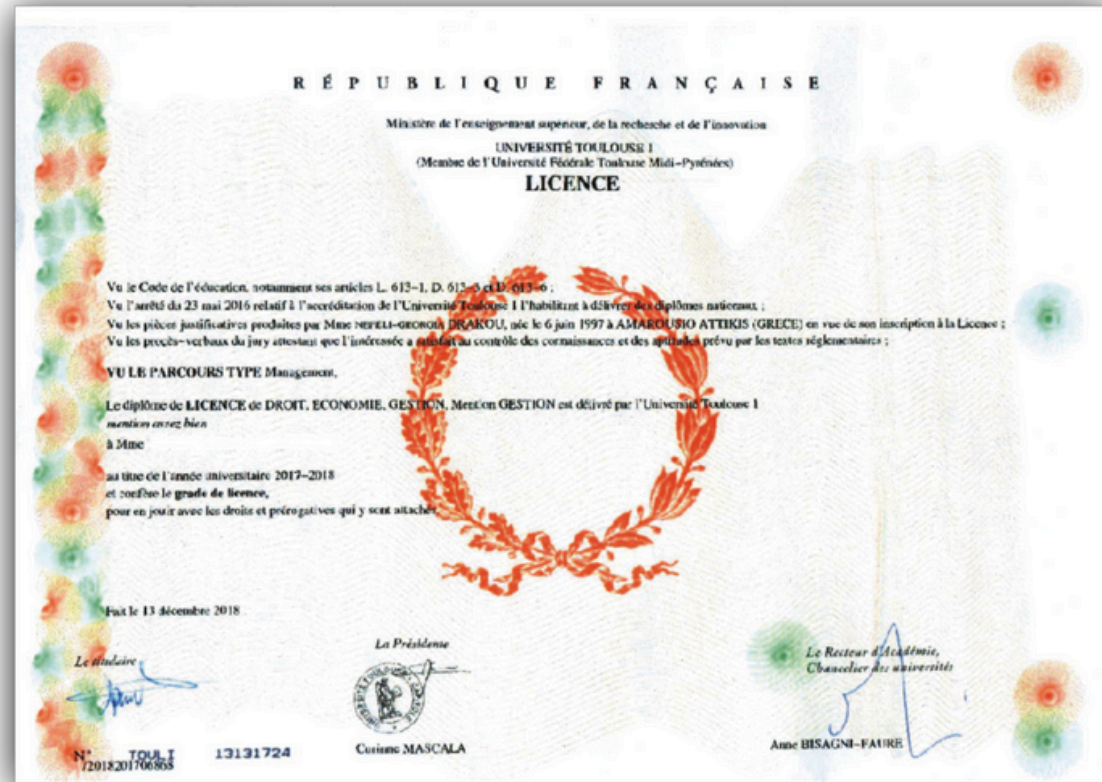 RÉPUBLIQUE FRANÇAISE
Ministère de l'enseignement supérieur, de la recherche et de l'innovation
UNIVERSITÉ TOULOUSE I
(Membre de l'Université Fédérale Toulouse Midi-Pyrénées)
LICENCE
Vu le Code de l'éducation, notamment ses articles L. 613-1, D. 613-3 et D. 613-6 ;
Vu l'arrêté du 23 mai 2016 relatif à l'accréditation de l'Université Toulouse I l'habilitant à délivrer des diplômes nationaux ;
Vu les pièces justificatives produites par Mme NEFELI-GEORGIA DRAKOU, née le 6 juin 1997 à AMAROUSIO ATTIKIS (GRECE) en vue de son inscription à la Licence ;
Vu les procès-verbaux du jury attestant que l'intéressée a satisfait au contrôle des connaissances et des aptitudes prévu par les textes réglementaires ;
VU LE PARCOURS TYPE Management,
Le diplôme de LICENCE de DROIT, ECONOMIE, GESTION, Mention GESTION est délivré par l'Université Toulouse I
mention assez bien
à Mme
au titre de l'année universitaire 2017-2018
et confère le grade de licence,
pour en jouir avec les droits et prérogatives qui y sont attachés.
Fait le 13 décembre 2018
Le titulaire
La Présidente
Le Recteur d'Académie,
Chancelier des universités
Corinne MASCALA
Anne BISAGNI-FAURE
N° TOULI 13131724